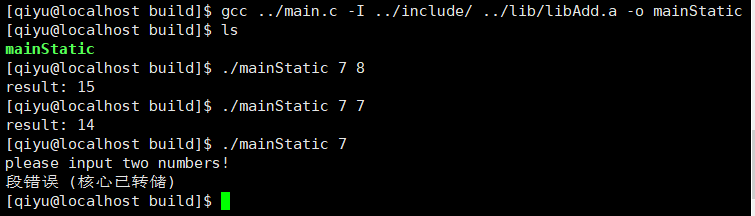 [qiyu@localhost build]$ gcc ../main.c -I ../include/ ../lib/libAdd.a -o mainStatic
[qiyu@localhost build]$ ls
mainStatic
[qiyu@localhost build]$ ./mainStatic 7 8
result: 15
[qiyu@localhost build]$ ./mainStatic 7 7
result: 14
[qiyu@localhost build]$ ./mainStatic 7
please input two numbers!
段错误 (核心已转储)
[qiyu@localhost build]$